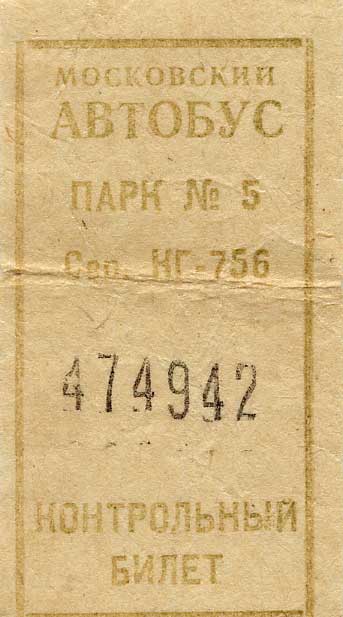 МОСКОВСКИЙ
АВТОБУС
ПАРК № 5
Сер. НГ-756
474942
КОНТРОЛЬНЫЙ
БИЛЕТ